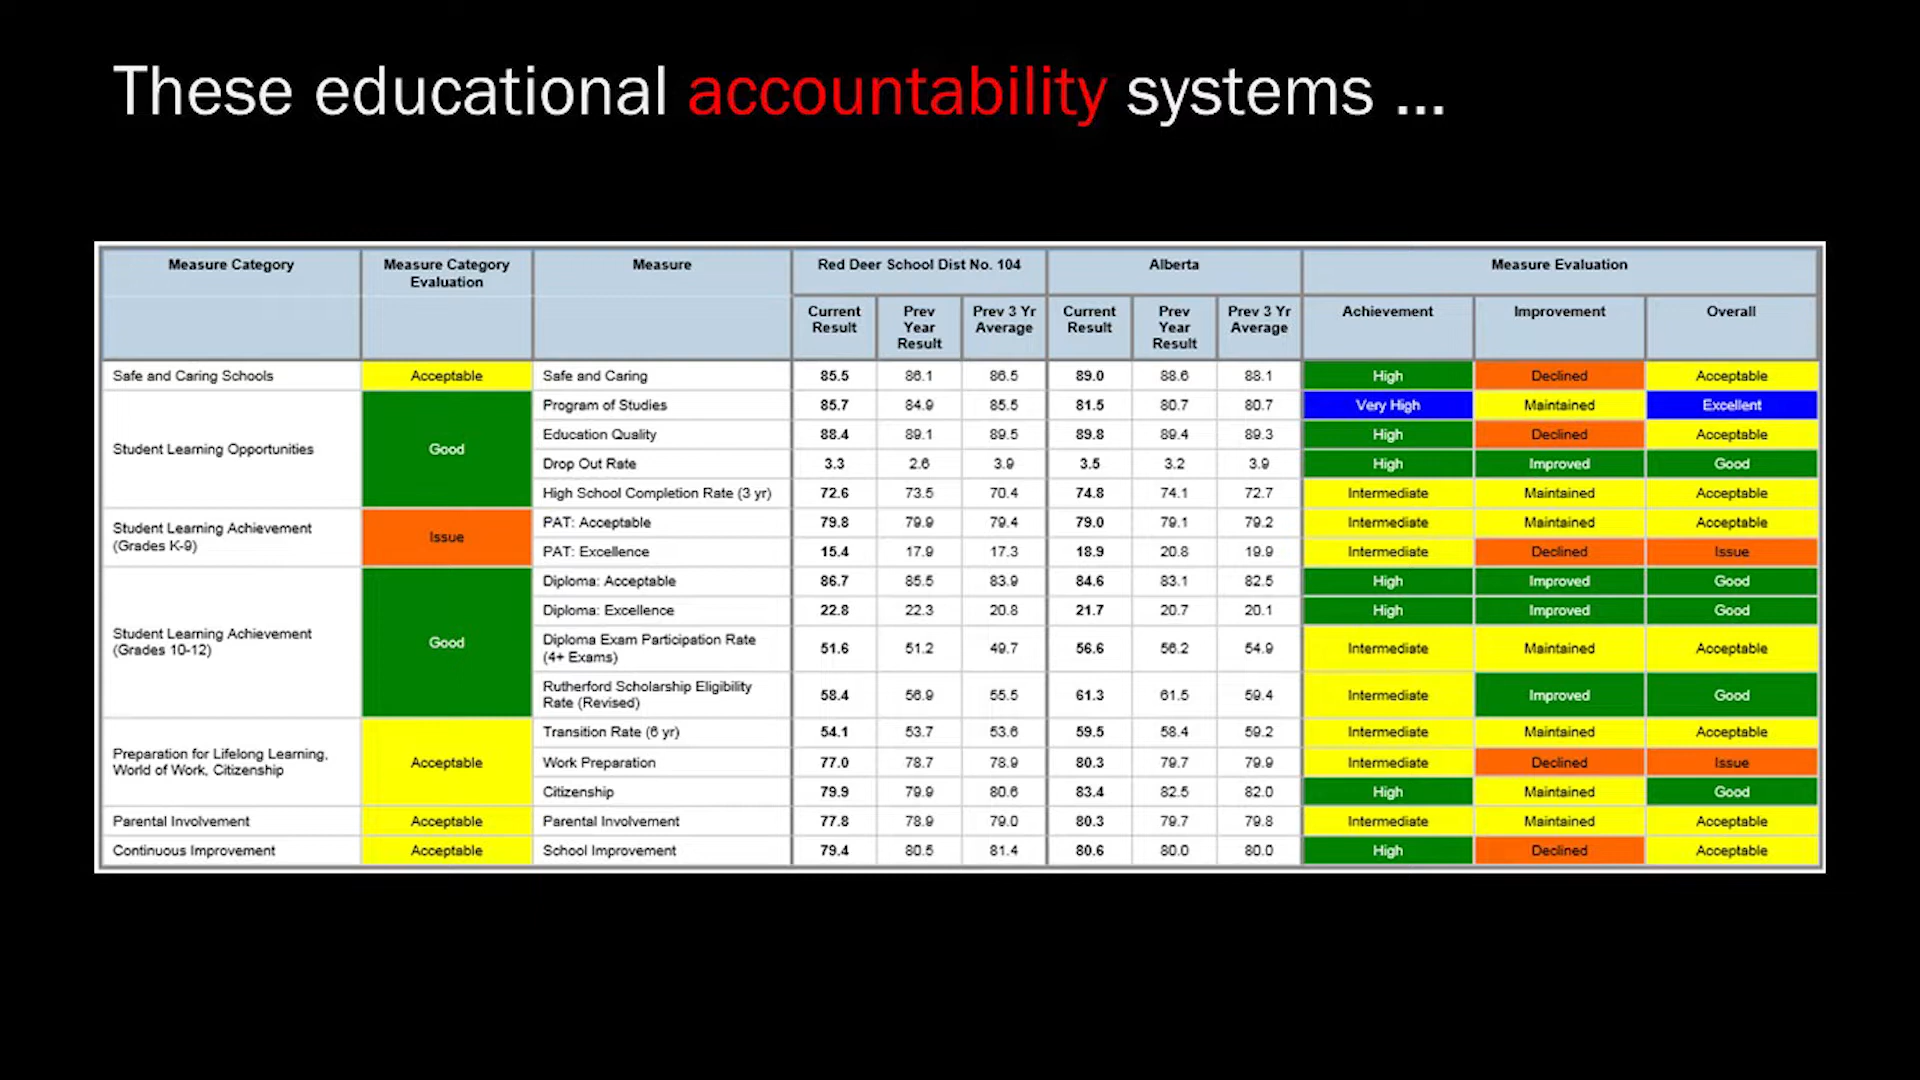 These educational accountability systems ...
Measure Category Measure Category Evaluation Measure Red Deer School Dist No. 104 Alberta Measure Evaluation
Current Result Prev Year Result Prev 3 Yr Average Current Result Prev Year Result Prev 3 Yr Average Achievement Improvement Overall
Safe and Caring Schools Acceptable Safe and Caring 85.5 86.1 86.5 89.0 88.6 88.1 High Declined Acceptable
Student Learning Opportunities Good Program of Studies 85.7 84.9 85.5 81.5 80.7 80.7 Very High Maintained Excellent
Education Quality 88.4 89.1 89.5 89.8 89.4 89.3 High Declined Acceptable
Drop Out Rate 3.3 2.6 3.9 3.5 3.2 3.9 High Improved Good
High School Completion Rate (3 yr) 72.6 73.5 70.4 74.8 74.1 72.7 Intermediate Maintained Acceptable
Student Learning Achievement (Grades K-9) Issue PAT: Acceptable 79.8 79.9 79.4 79.0 79.1 79.2 Intermediate Maintained Acceptable
PAT: Excellence 15.4 17.9 17.3 18.9 20.8 19.9 Intermediate Declined Issue
Student Learning Achievement (Grades 10-12) Good Diploma: Acceptable 86.7 85.5 83.9 84.6 83.1 82.5 High Improved Good
Diploma: Excellence 22.8 22.3 20.8 21.7 20.7 20.1 High Improved Good
Diploma Exam Participation Rate (4+ Exams) 51.6 51.2 49.7 56.6 56.2 54.9 Intermediate Maintained Acceptable
Rutherford Scholarship Eligibility Rate (Revised) 58.4 56.9 55.5 61.3 61.5 59.4 Intermediate Improved Good
Preparation for Lifelong Learning, World of Work, Citizenship Acceptable Transition Rate (6 yr) 54.1 53.7 53.6 59.5 58.4 59.2 Intermediate Maintained Acceptable
Work Preparation 77.0 78.7 78.9 80.3 79.7 79.9 Intermediate Declined Issue
Citizenship 79.9 79.9 80.6 83.4 82.5 82.0 High Maintained Good
Parental Involvement Acceptable Parental Involvement 77.8 78.9 79.0 80.3 79.7 79.8 Intermediate Maintained Acceptable
Continuous Improvement Acceptable School Improvement 79.4 80.5 81.4 80.6 80.0 80.0 High Declined Acceptable